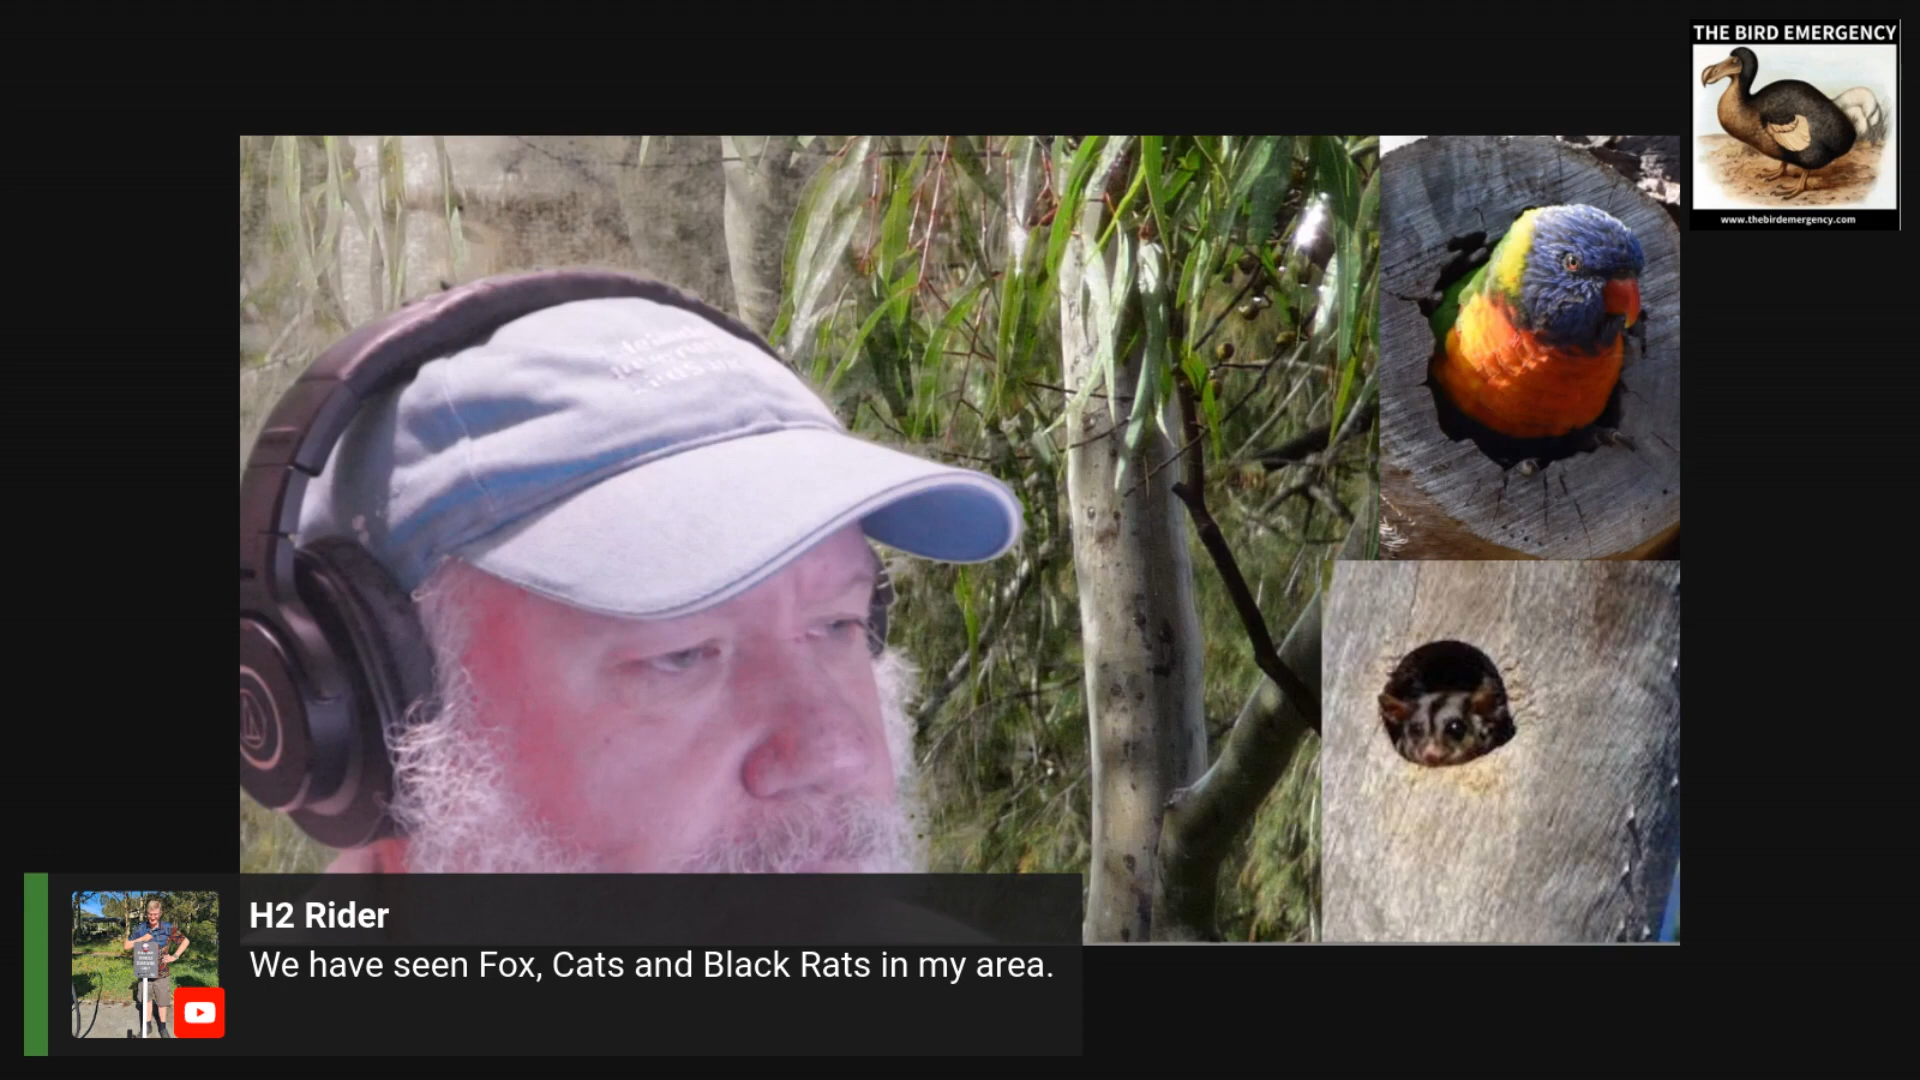 THE BIRD EMERGENCY
www.thebirdemergency.com
H2 Rider
We have seen Fox, Cats and Black Rats in my area.